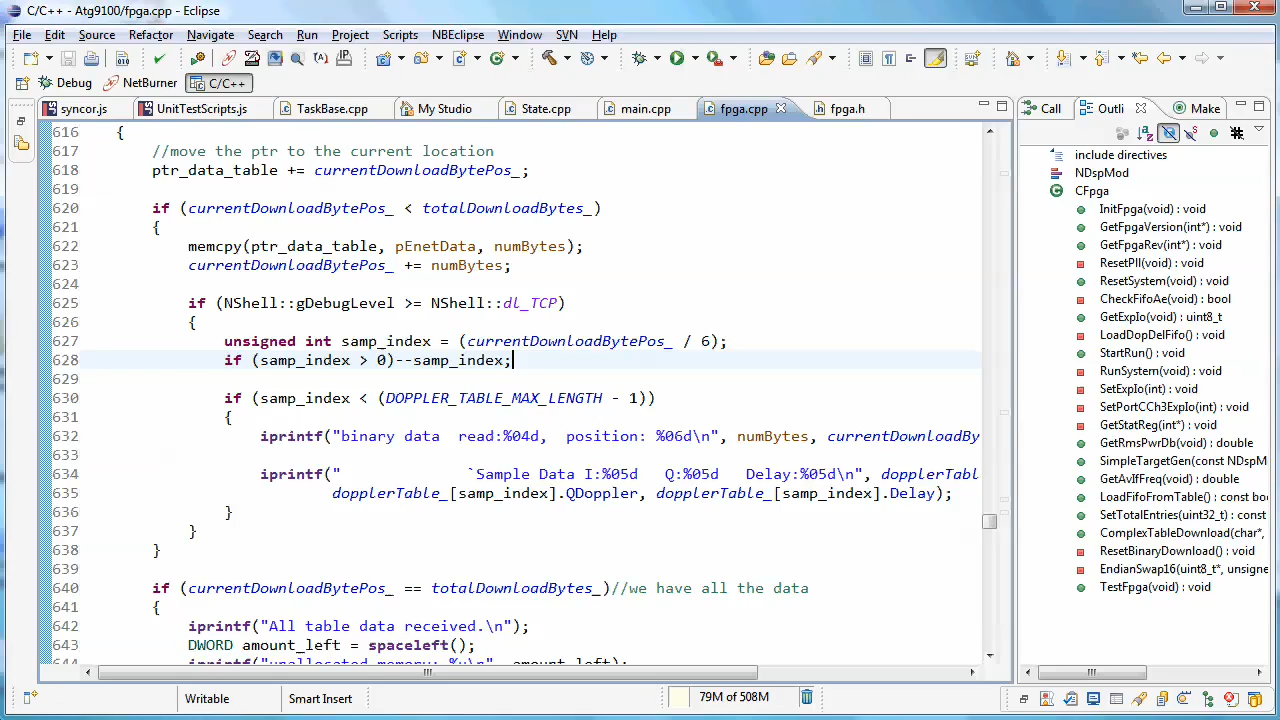 C/C++ - Atg9100/fpga.cpp - Eclipse
File Edit Source Refactor Navigate Search Run Project Scripts NBEclipse Window SVN Help
Debug NetBurner C/C++
syncor.js UnitTestScripts.js TaskBase.cpp My Studio State.cpp main.cpp fpga.cpp fpga.h
Call Outli Make
616 {
617 //move the ptr to the current location
618 ptr_data_table += currentDownloadBytePos_;
619
620 if (currentDownloadBytePos_ < totalDownloadBytes_)
621 {
622 memcpy(ptr_data_table, pEnetData, numBytes);
623 currentDownloadBytePos_ += numBytes;
624
625 if (NShell::gDebugLevel >= NShell::dl_TCP)
626 {
627 unsigned int samp_index = (currentDownloadBytePos_ / 6);
628 if (samp_index > 0)--samp_index;
629
630 if (samp_index < (DOPPLER_TABLE_MAX_LENGTH - 1))
631 {
632 iprintf("binary data  read:%04d,  position: %06d\n", numBytes, currentDownloadBy
633
634 iprintf("              `Sample Data I:%05d   Q:%05d   Delay:%05d\n", dopplerTabl
635 dopplerTable_[samp_index].QDoppler, dopplerTable_[samp_index].Delay);
636 }
637 }
638 }
639
640 if (currentDownloadBytePos_ == totalDownloadBytes_)//we have all the data
641 {
642 iprintf("All table data received.\n");
643 DWORD amount_left = spaceleft();
644 iprintf("unallocated memory: %u\n", amount_left);
include directives
NDspMod
CFpga
InitFpga(void) : void
GetFpgaVersion(int*) : void
GetFpgaRev(int*) : void
ResetPll(void) : void
ResetSystem(void) : void
CheckFifoAe(void) : bool
GetExpIo() : uint8_t
LoadDopDelFifo() : void
StartRun() : void
RunSystem(void) : void
SetExpIo(int) : void
SetPortCCh3ExpIo(int) : void
GetStatReg(int*) : void
GetRmsPwrDb(void) : double
SimpleTargetGen(const NDspM
GetAvlfFreq(void) : double
LoadFifoFromTable() : const boo
SetTotalEntries(uint32_t) : void
ComplexTableDownload(char*,
ResetBinaryDownload() : void
EndianSwap16(uint8_t*, unsigne
TestFpga(void) : void
Writable Smart Insert 79M of 508M